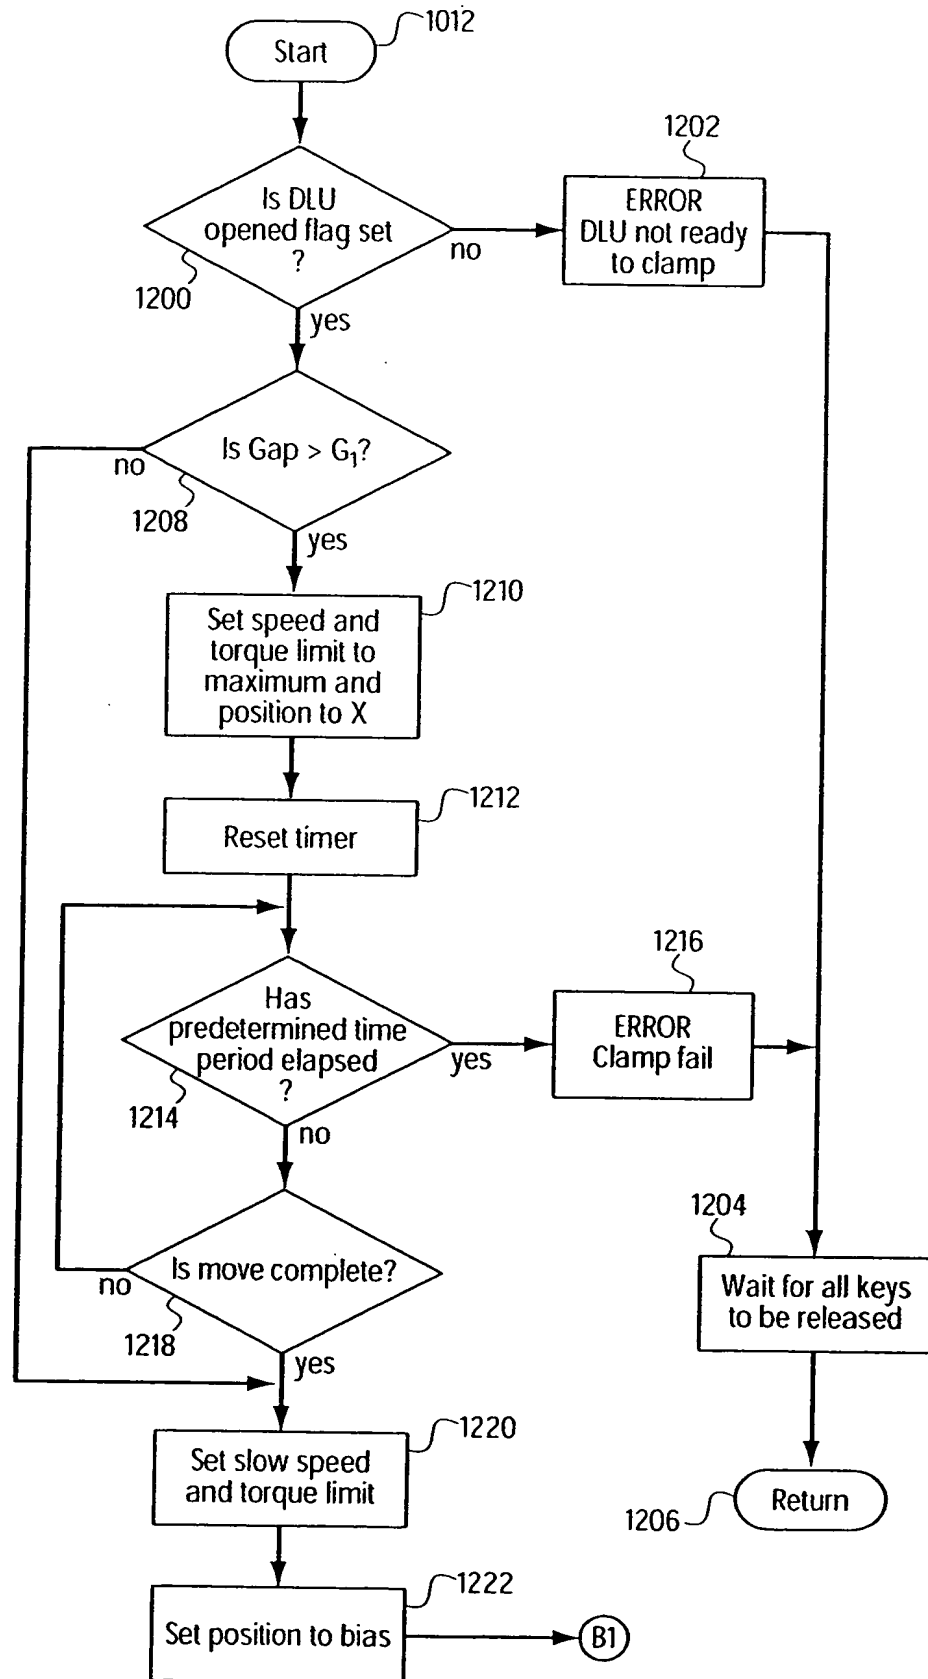 Start
1012
Is DLU
opened flag set
?
1200
no
yes
1202
ERROR
DLU not ready
to clamp
Is Gap > G₁?
no
1208
yes
1210
Set speed and
torque limit to
maximum and
position to X
1212
Reset timer
Has
predetermined time
period elapsed
?
1214
yes
no
1216
ERROR
Clamp fail
Is move complete?
no
1218
yes
1204
Wait for all keys
to be released
1220
Set slow speed
and torque limit
1206
Return
1222
Set position to bias
B1